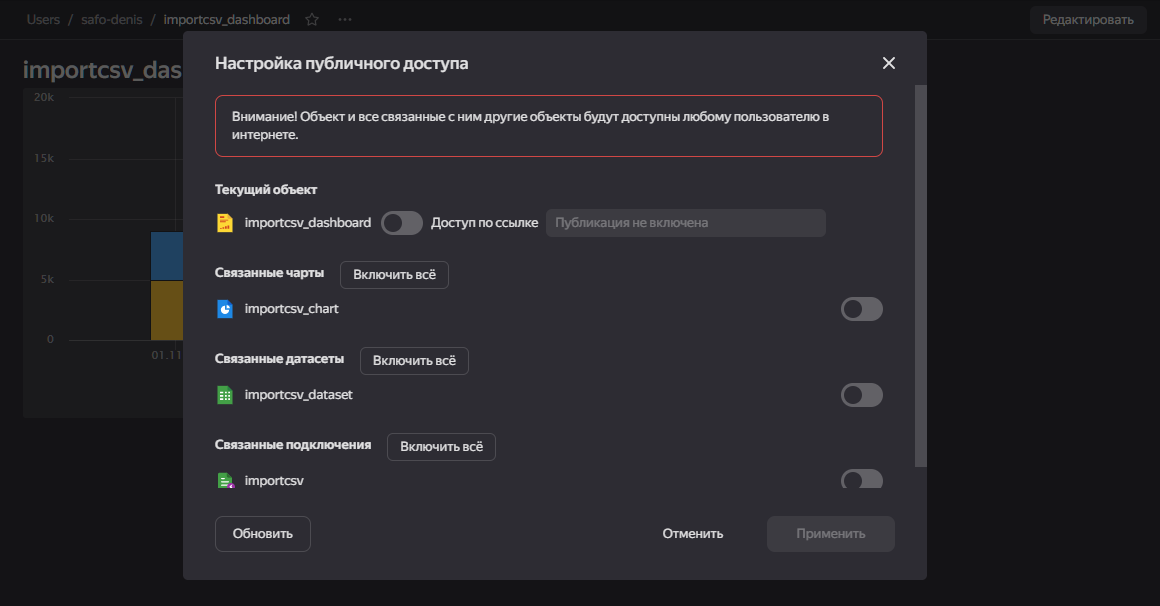 Users / safo-denis / importcsv_dashboard
Редактировать
importcsv_das
20k
15k
10k
5k
0
01.11
Настройка публичного доступа
Внимание! Объект и все связанные с ним другие объекты будут доступны любому пользователю в
интернете.
Текущий объект
importcsv_dashboard Доступ по ссылке Публикация не включена
Связанные чарты Включить всё
importcsv_chart
Связанные датасеты Включить всё
importcsv_dataset
Связанные подключения Включить всё
importcsv
Обновить Отменить Применить